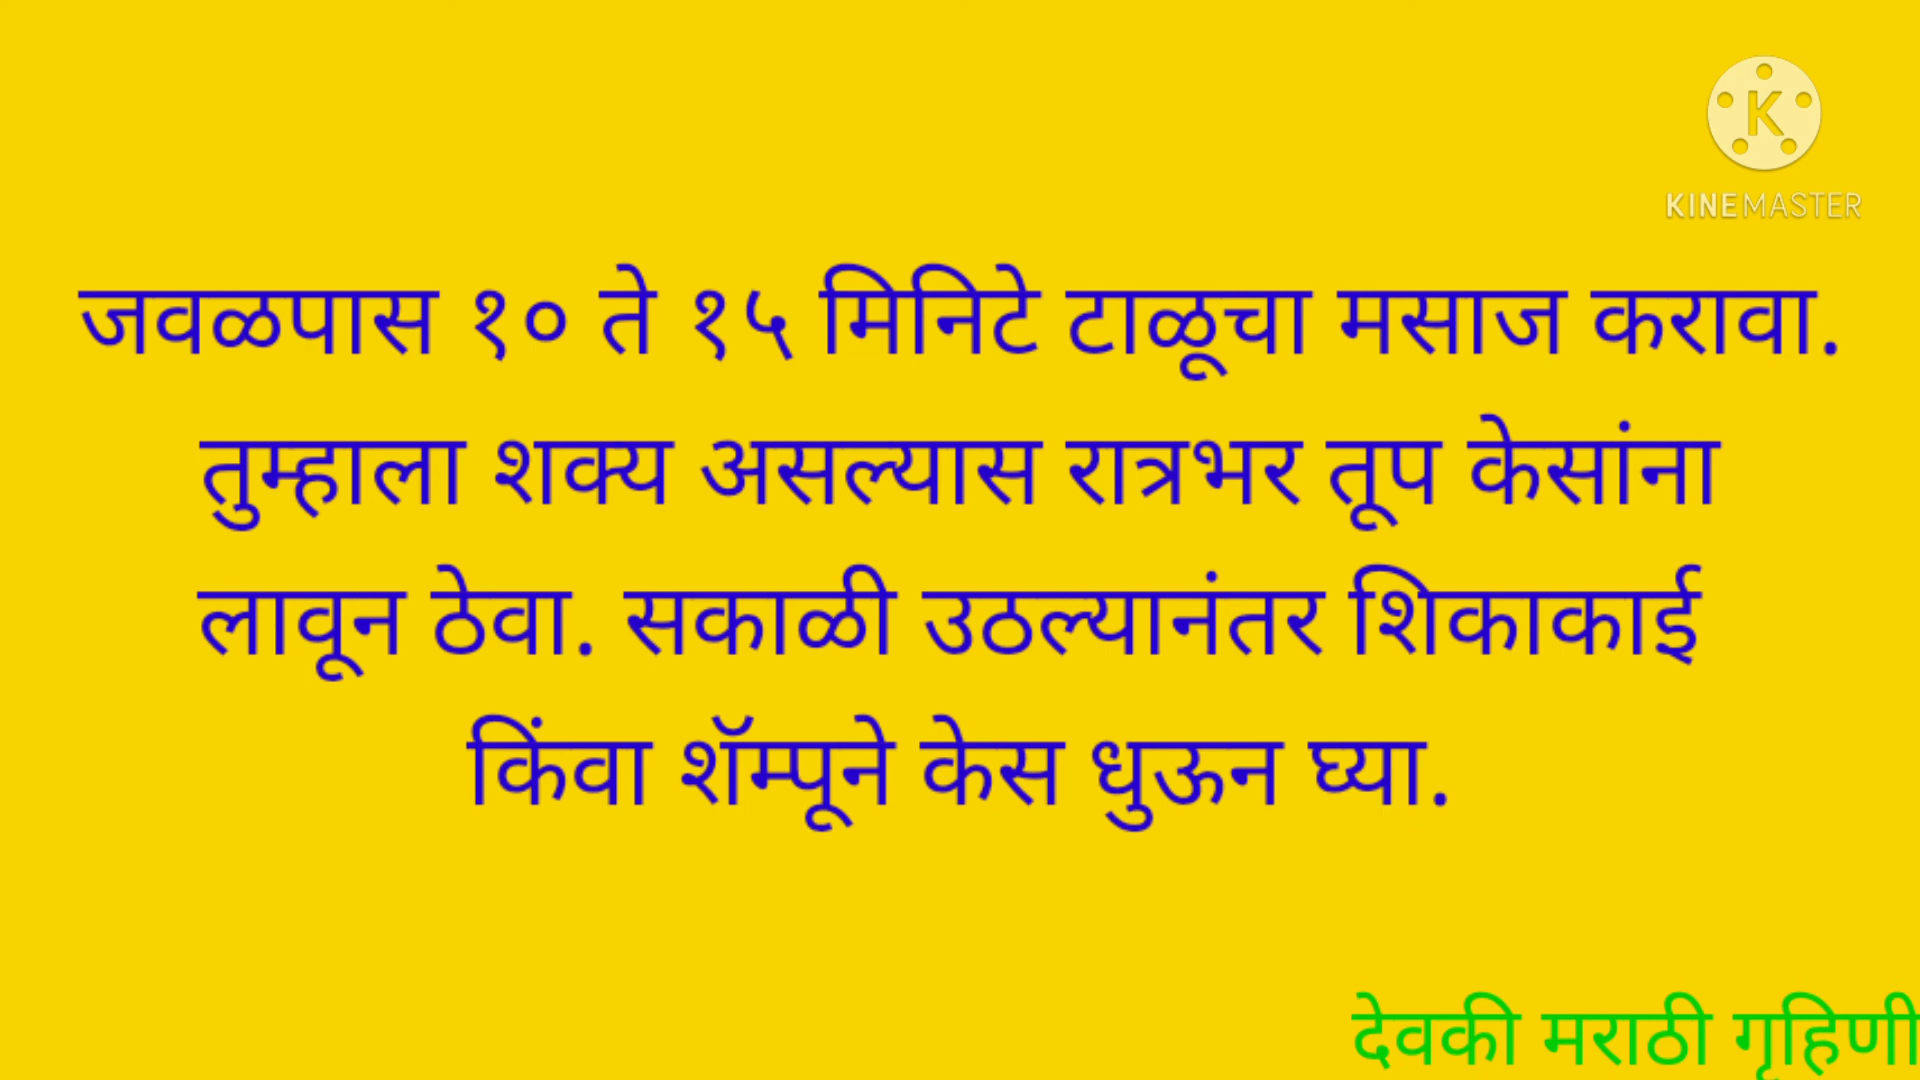 KINEMASTER
जवळपास १० ते १५ मिनिटे टाळूचा मसाज करावा.
तुम्हाला शक्य असल्यास रात्रभर तूप केसांना
लावून ठेवा. सकाळी उठल्यानंतर शिकाकाई
किंवा शॅम्पूने केस धुऊन घ्या.
देवकी मराठी गृहिणी